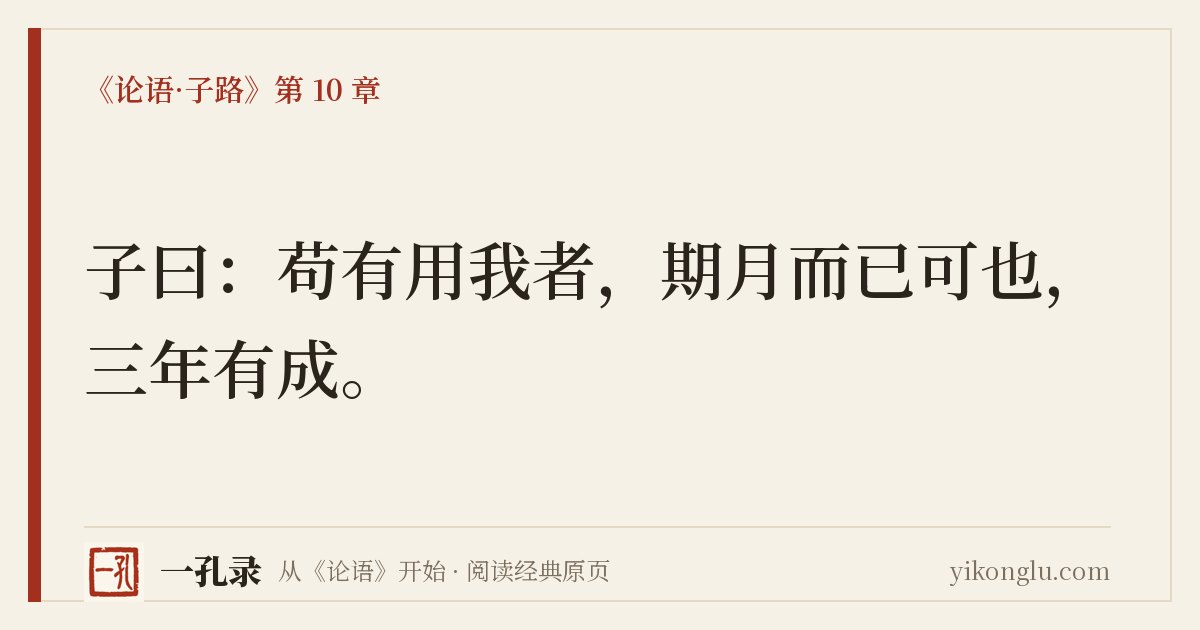 《论语·子路》第 10 章
子曰：苟有用我者，期月而已可也，
三年有成。
一孔 一孔录 从《论语》开始 · 阅读经典原页 yikonglu.com